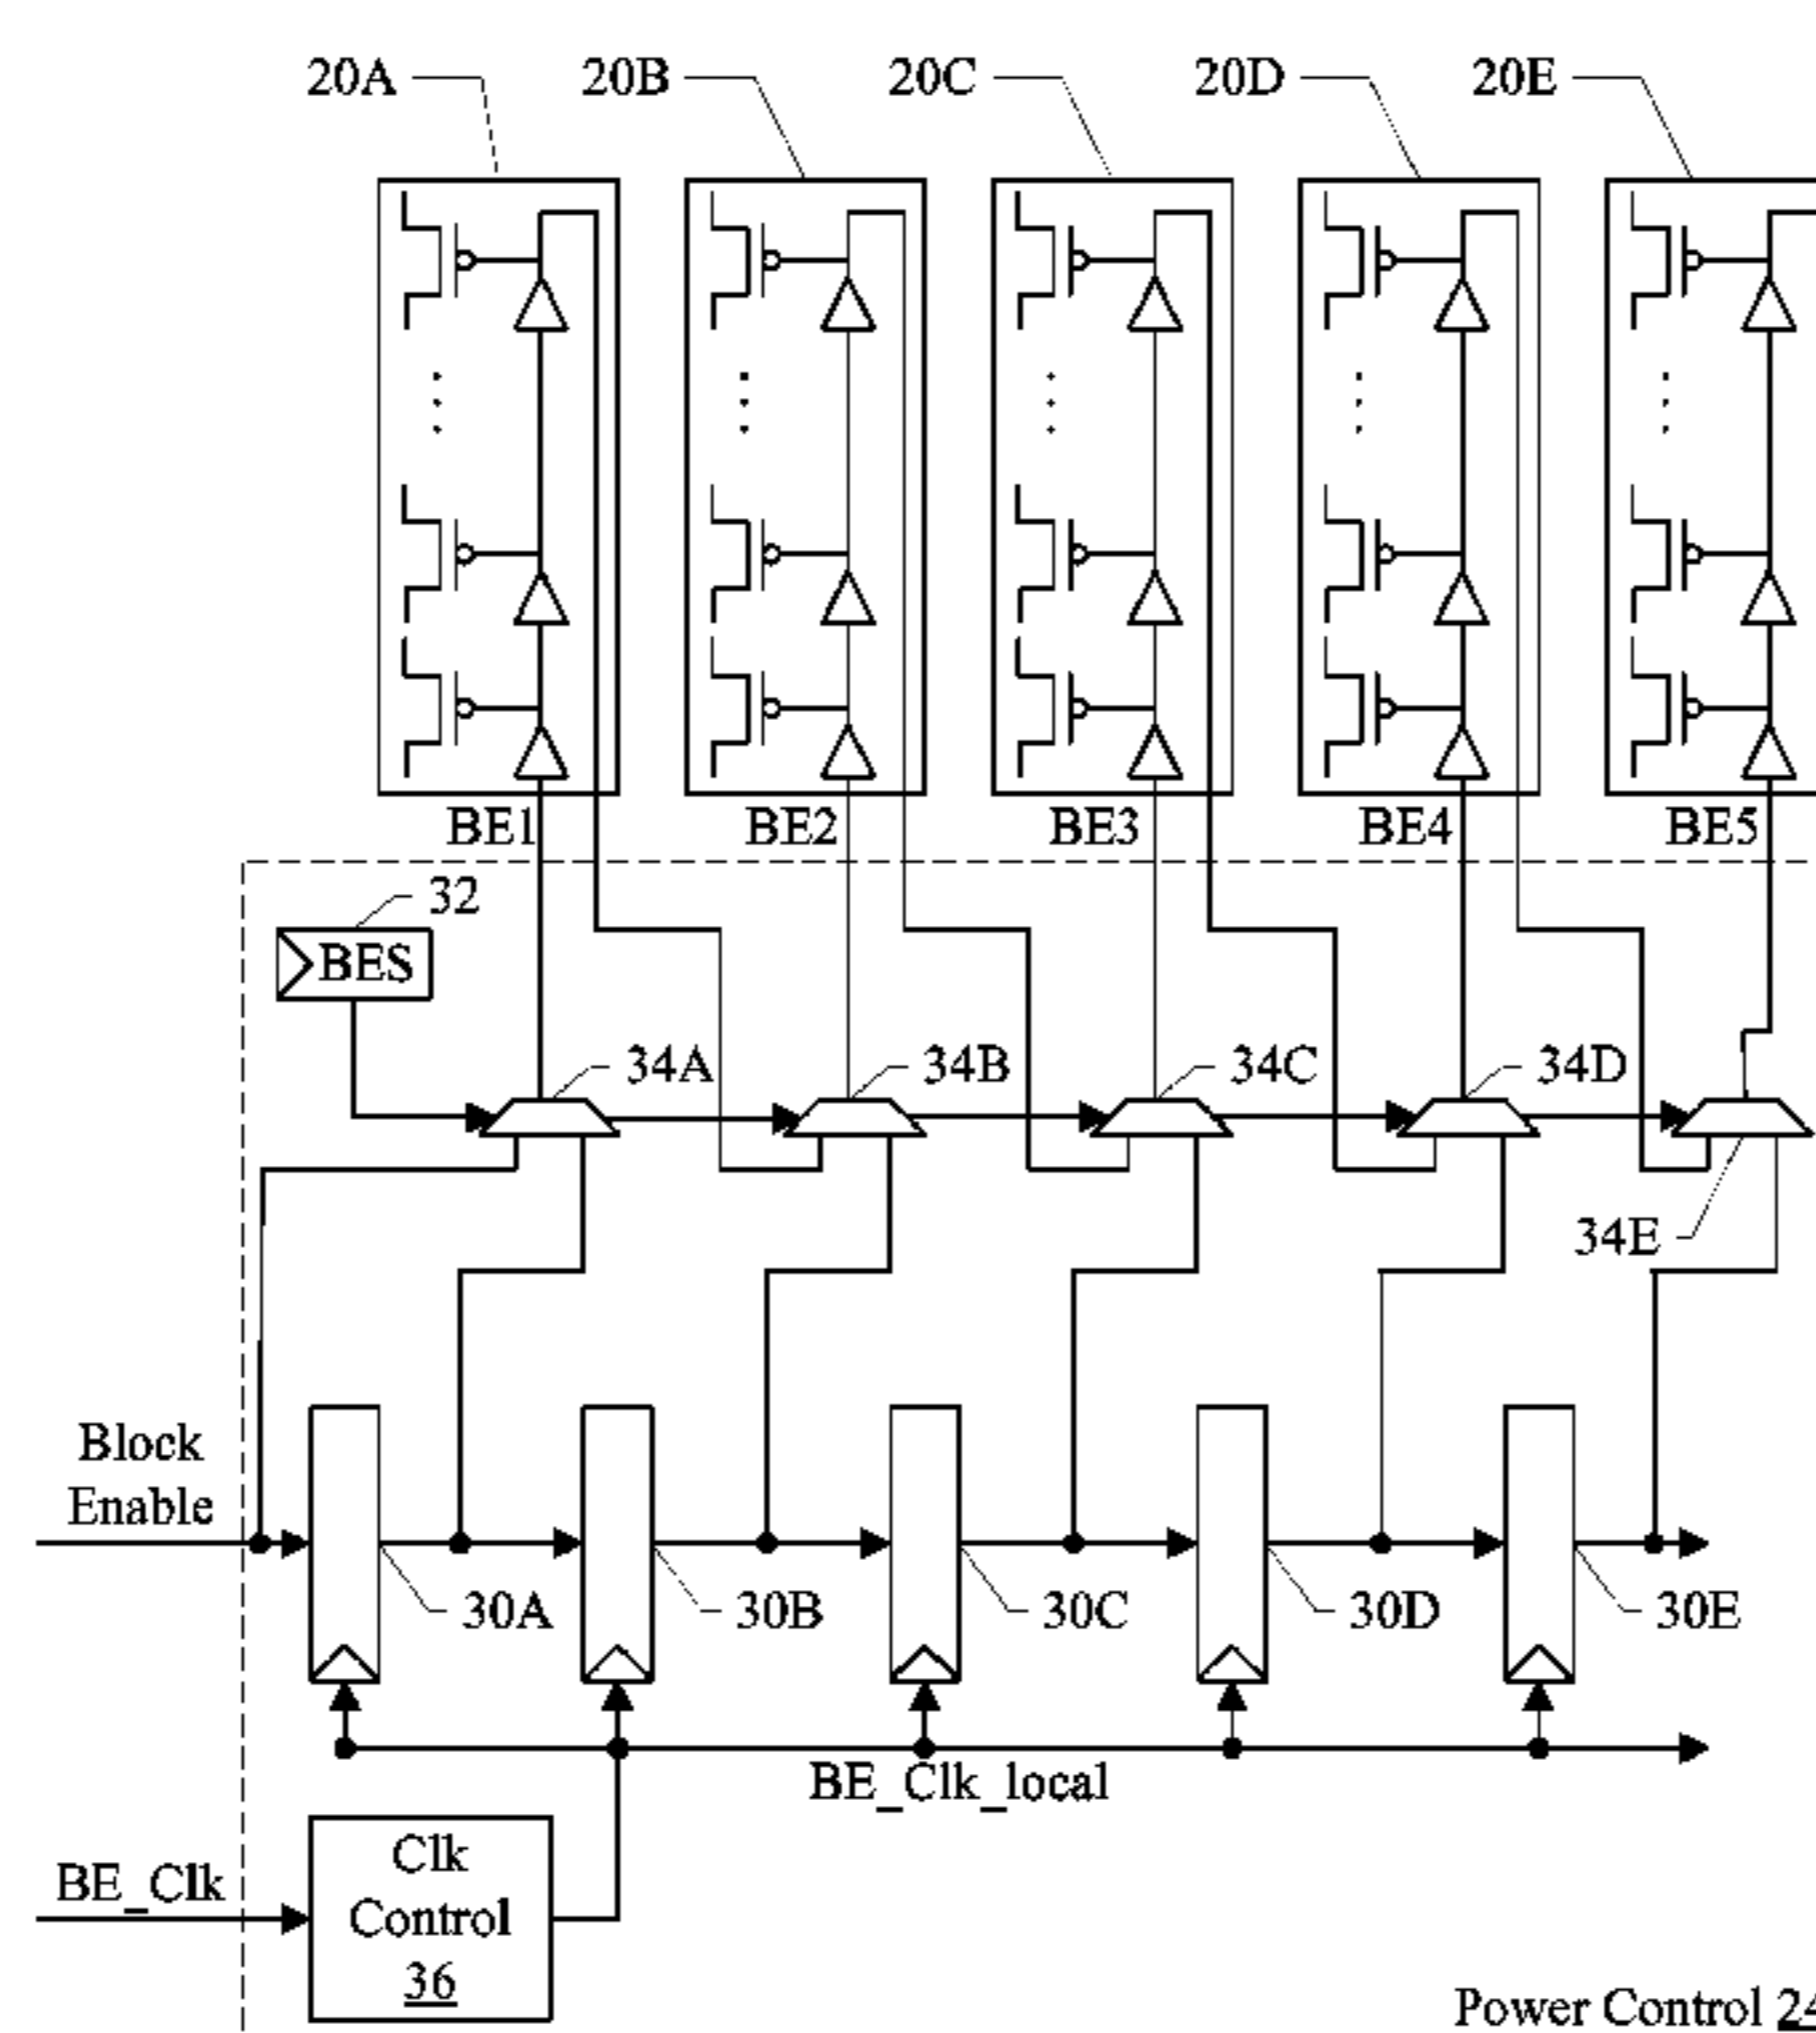 20A 20B 20C 20D 20E
BE1 BE2 BE3 BE4 BE5
32
BES
34A 34B 34C 34D
34E
Block
Enable
30A 30B 30C 30D 30E
BE_Clk_local
BE_Clk
Clk
Control
36
Power Control 24